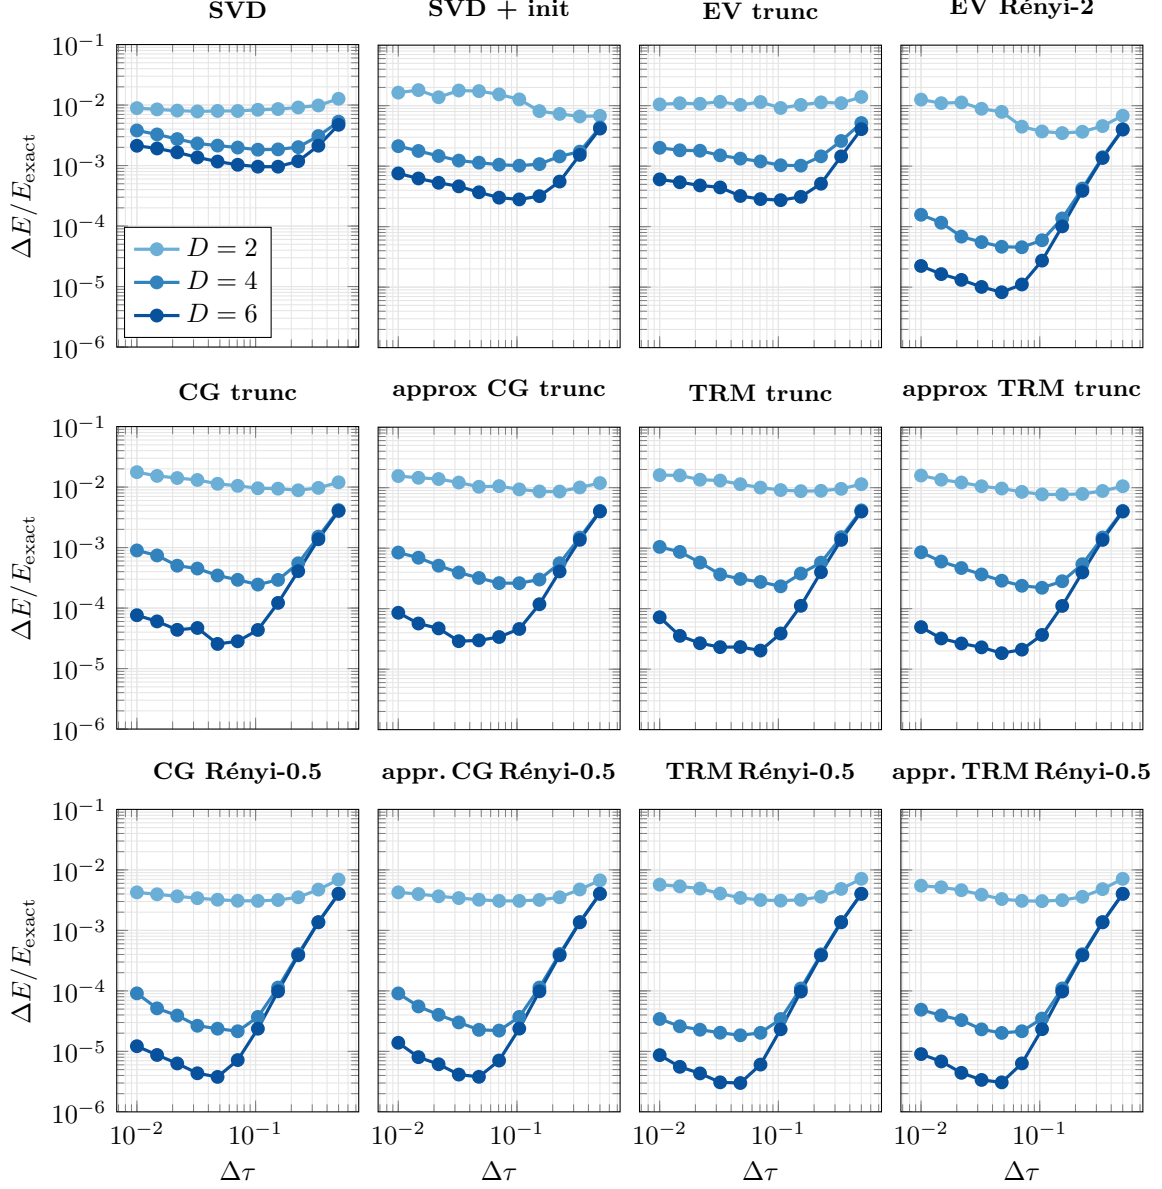 SVD
SVD + init
EV trunc
EV Rényi-2
10⁻¹
10⁻²
10⁻³
10⁻⁴
10⁻⁵
10⁻⁶
ΔE/E_exact
D = 2
D = 4
D = 6
CG trunc
approx CG trunc
TRM trunc
approx TRM trunc
10⁻¹
10⁻²
10⁻³
10⁻⁴
10⁻⁵
10⁻⁶
ΔE/E_exact
CG Rényi-0.5
appr. CG Rényi-0.5
TRM Rényi-0.5
appr. TRM Rényi-0.5
10⁻¹
10⁻²
10⁻³
10⁻⁴
10⁻⁵
10⁻⁶
ΔE/E_exact
10⁻² 10⁻¹
10⁻² 10⁻¹
10⁻² 10⁻¹
10⁻² 10⁻¹
Δτ
Δτ
Δτ
Δτ